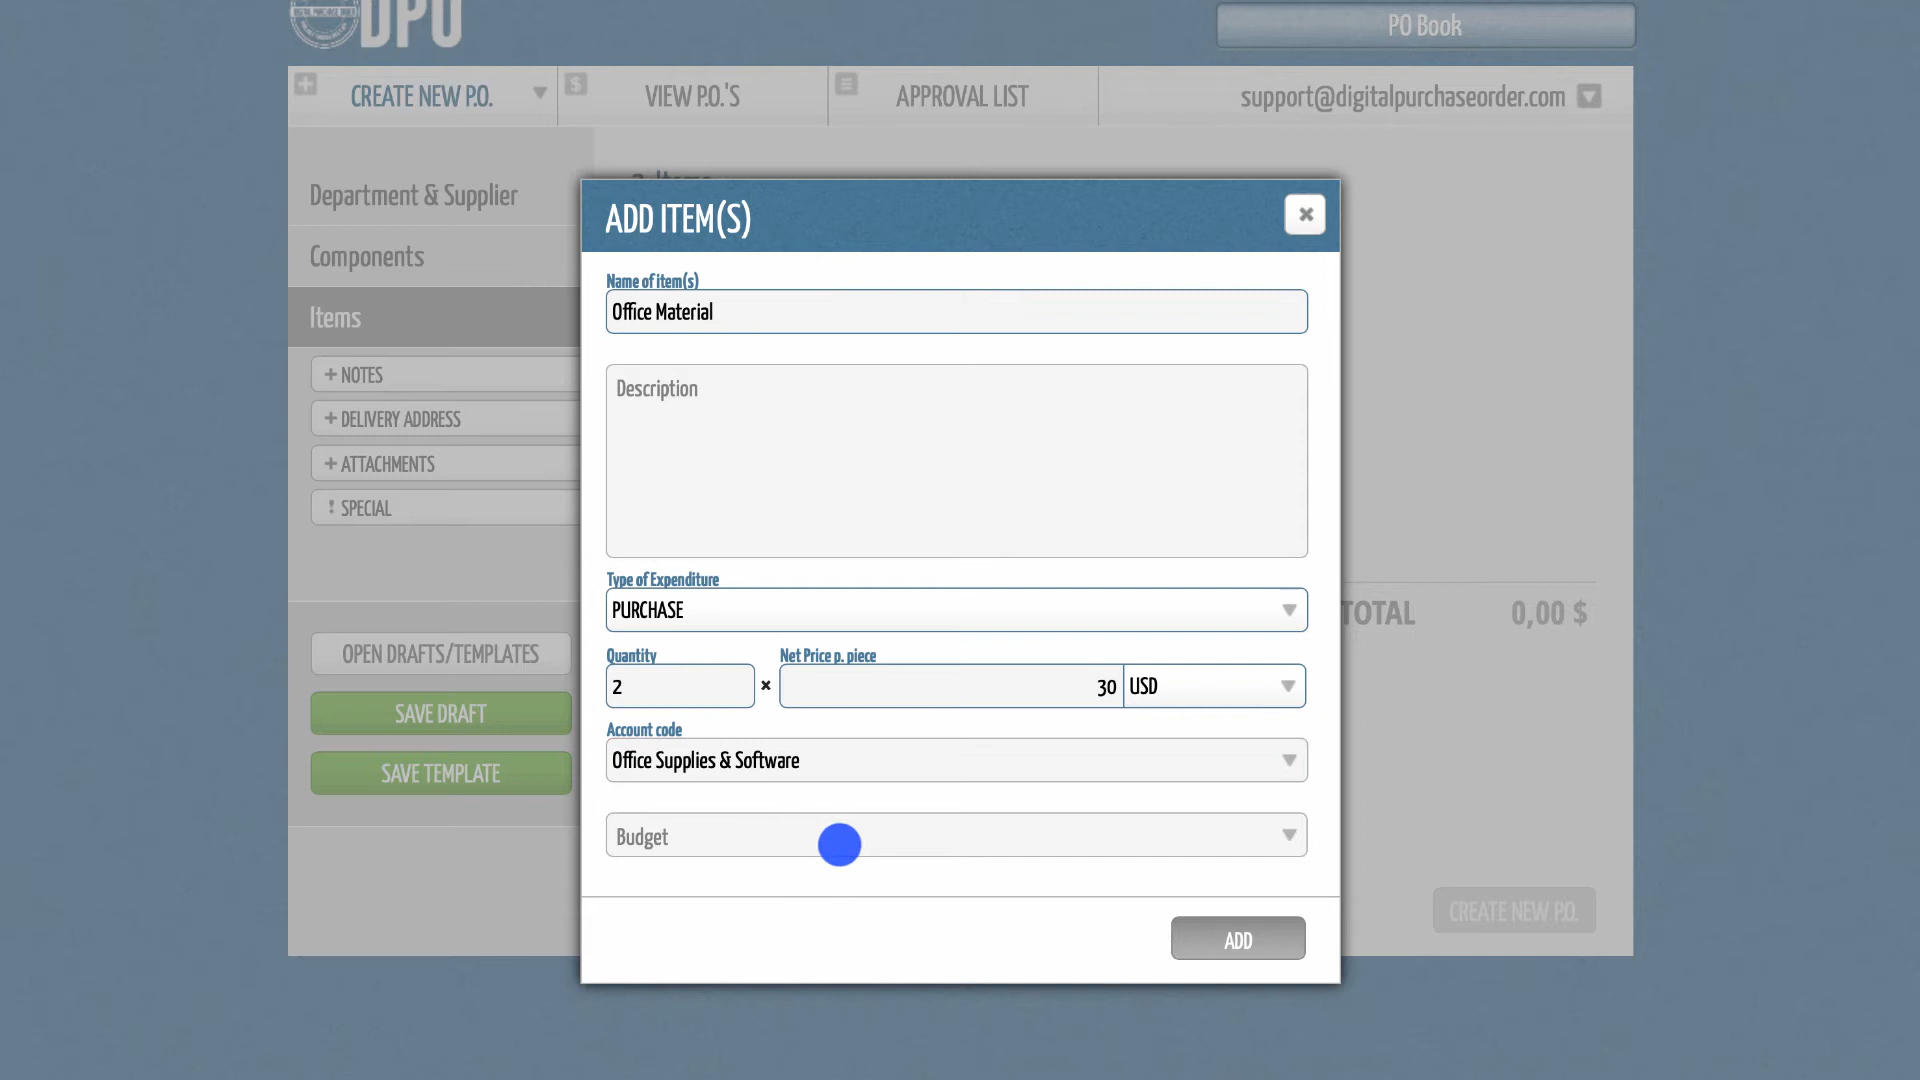 DPO
PO Book
CREATE NEW P.O.
VIEW P.O.'S
APPROVAL LIST
support@digitalpurchaseorder.com
Department & Supplier
Components
Items
+ NOTES
+ DELIVERY ADDRESS
+ ATTACHMENTS
! SPECIAL
OPEN DRAFTS/TEMPLATES
SAVE DRAFT
SAVE TEMPLATE
ADD ITEM(S)
Name of item(s)
Office Material
Description
Type of Expenditure
PURCHASE
Quantity
Net Price p. piece
2
×
30
USD
Account code
Office Supplies & Software
Budget
ADD
TOTAL
0,00 $
CREATE NEW P.O.